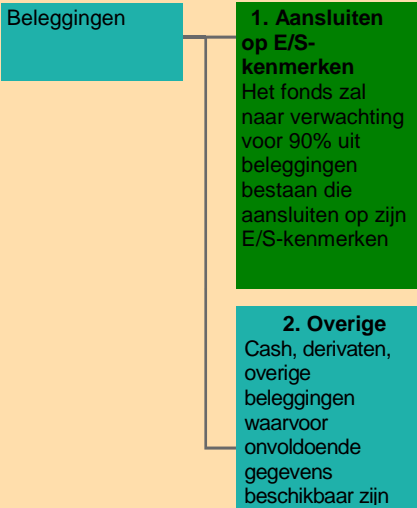 Beleggingen
1. Aansluiten
op E/S-
kenmerken
Het fonds zal
naar verwachting
voor 90% uit
beleggingen
bestaan die
aansluiten op zijn
E/S-kenmerken
2. Overige
Cash, derivaten,
overige
beleggingen
waarvoor
onvoldoende
gegevens
beschikbaar zijn